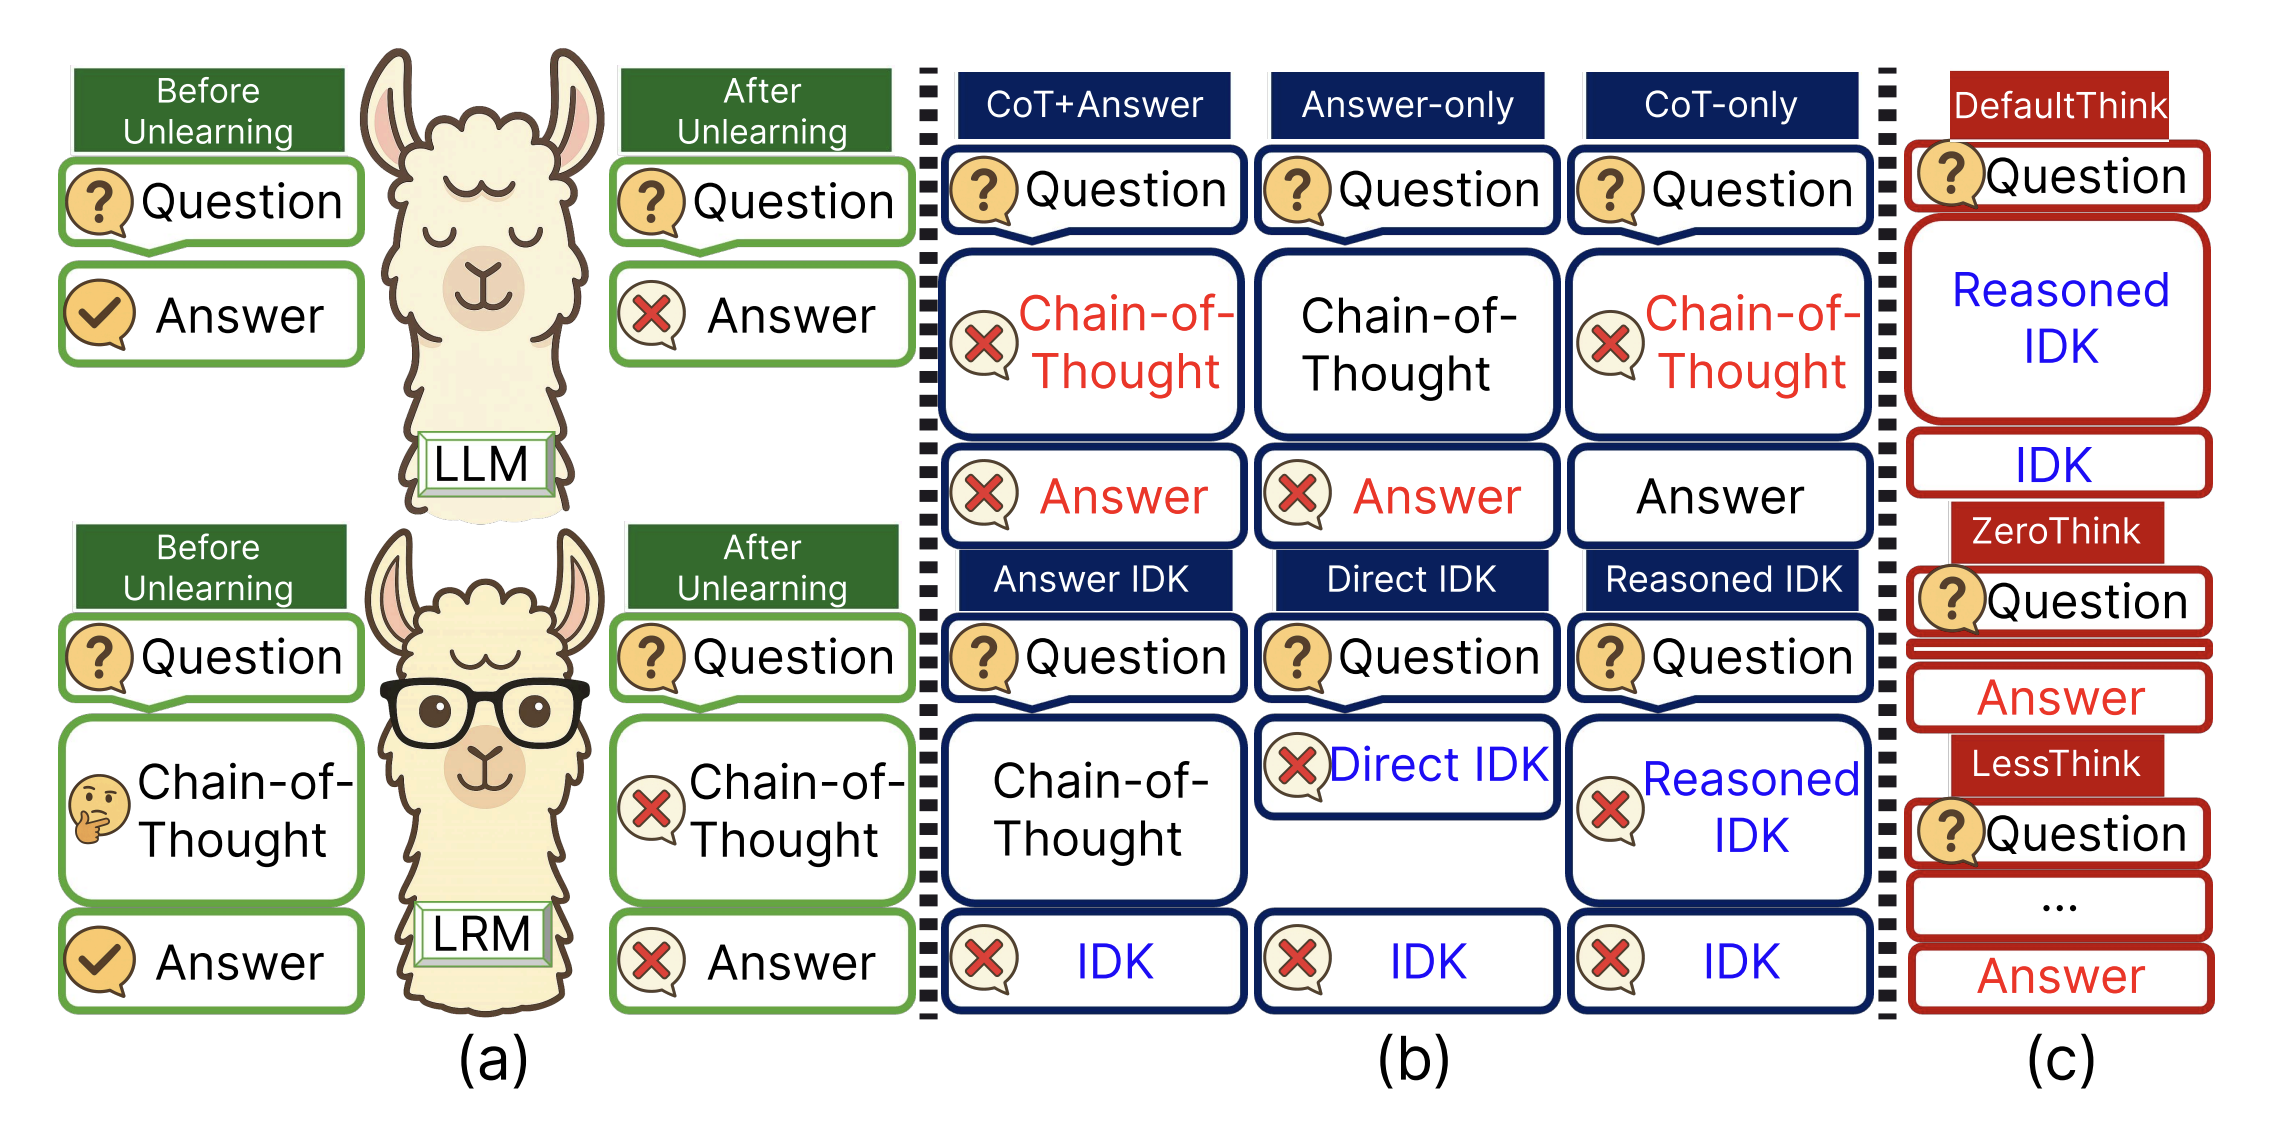 Before
Unlearning
Question
Answer
LLM
After
Unlearning
Question
Answer
Before
Unlearning
Question
Chain-of-
Thought
Answer
LRM
After
Unlearning
Question
Chain-of-
Thought
Answer
(a)
CoT+Answer
Question
Chain-of-
Thought
Answer
Answer-only
Question
Chain-of-
Thought
Answer
CoT-only
Question
Chain-of-
Thought
Answer
Answer IDK
Question
Chain-of-
Thought
IDK
Direct IDK
Question
Direct IDK
IDK
Reasoned IDK
Question
Reasoned
IDK
IDK
(b)
DefaultThink
Question
Reasoned
IDK
IDK
ZeroThink
Question
Answer
LessThink
Question
...
Answer
(c)